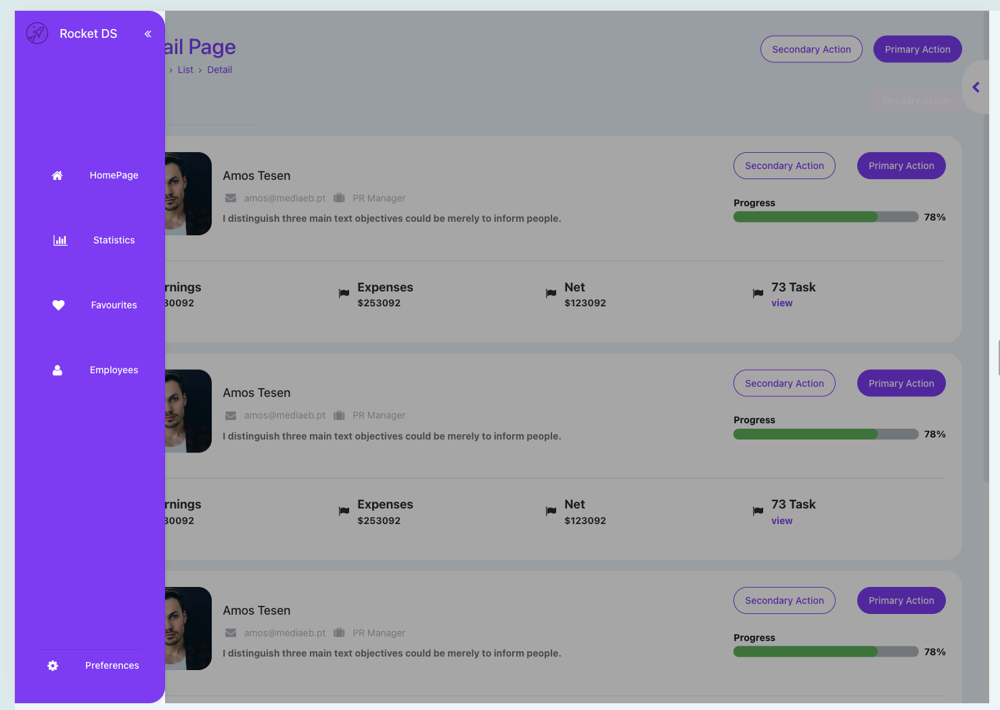 Rocket DS
HomePage
Statistics
Favourites
Employees
Preferences
ail Page
› List › Detail
Secondary Action
Primary Action
Terceary Action
Amos Tesen
amos@mediaeb.pt PR Manager
I distinguish three main text objectives could be merely to inform people.
Secondary Action
Primary Action
Progress
78%
rnings
30092
Expenses
$253092
Net
$123092
73 Task
view
Amos Tesen
amos@mediaeb.pt PR Manager
I distinguish three main text objectives could be merely to inform people.
Secondary Action
Primary Action
Progress
78%
rnings
30092
Expenses
$253092
Net
$123092
73 Task
view
Amos Tesen
amos@mediaeb.pt PR Manager
I distinguish three main text objectives could be merely to inform people.
Secondary Action
Primary Action
Progress
78%